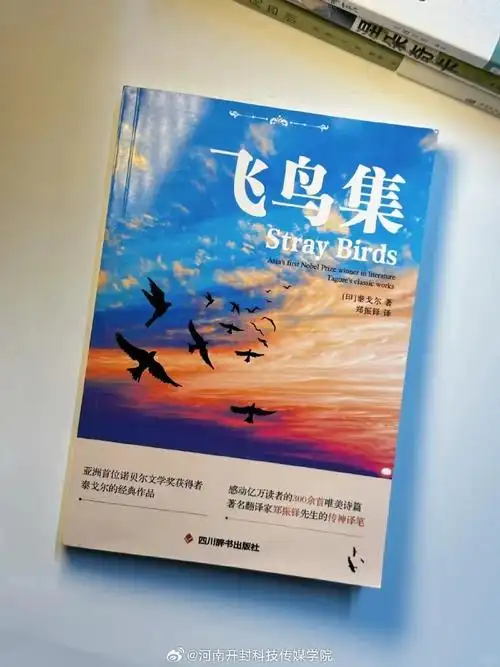 飞鸟集
Stray Birds
Asia's first Nobel Prize winner in literature
Tagore's classic works
[印]泰戈尔 著
郑振铎 译
亚洲首位诺贝尔文学奖获得者
泰戈尔的经典作品
感动亿万读者的300余首唯美诗篇
著名翻译家郑振铎先生的传神译笔
四川辞书出版社
@河南开封科技传媒学院